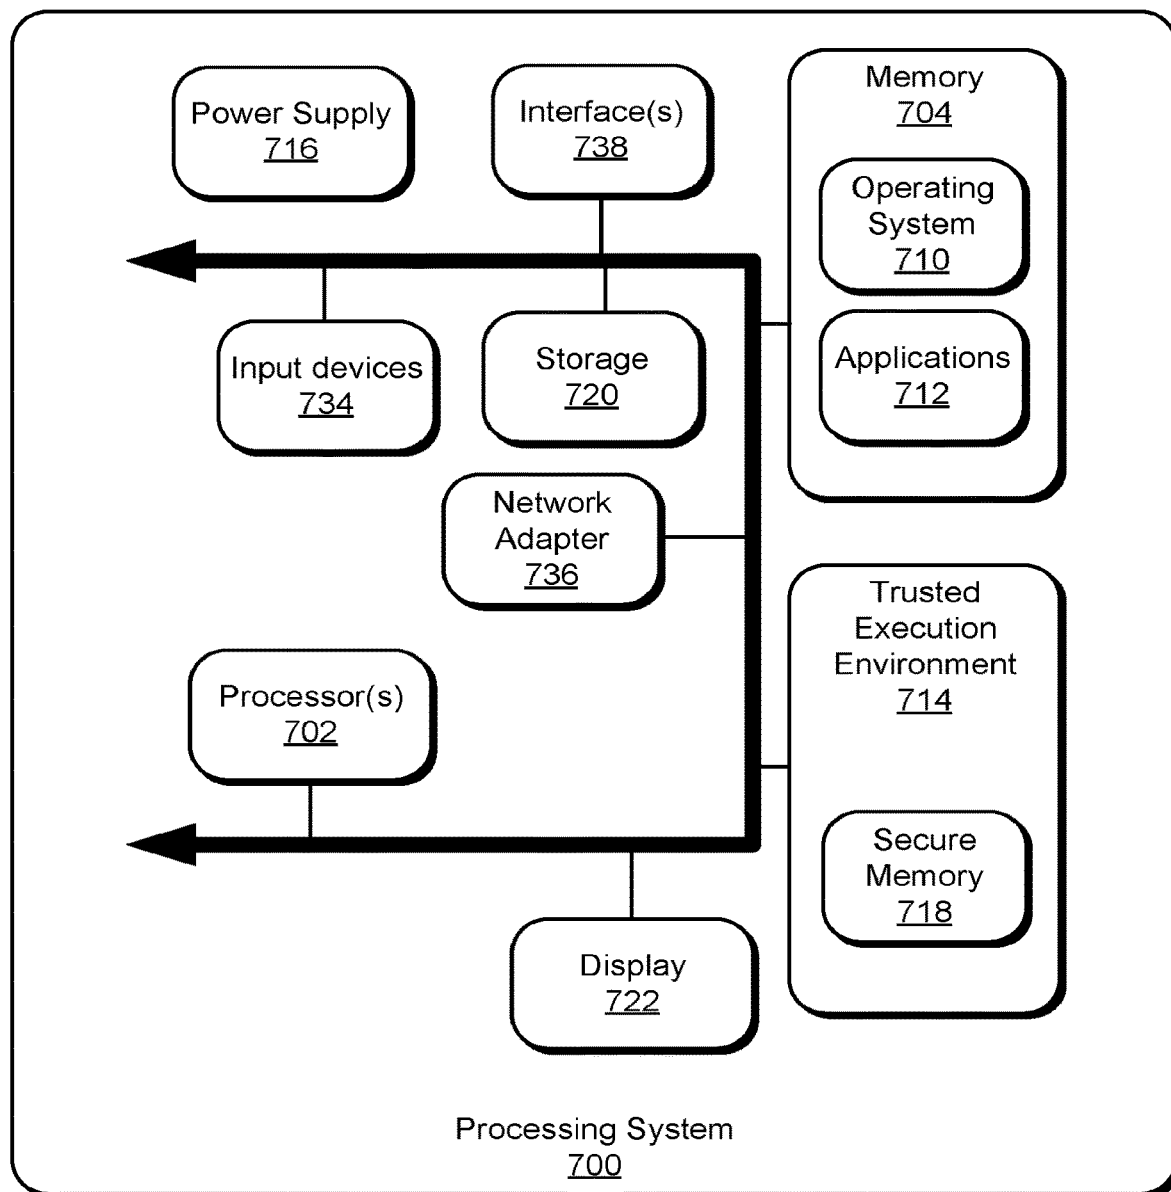 Power Supply
716
Interface(s)
738
Memory
704
Operating
System
710
Applications
712
Input devices
734
Storage
720
Network
Adapter
736
Trusted
Execution
Environment
714
Secure
Memory
718
Processor(s)
702
Display
722
Processing System
700